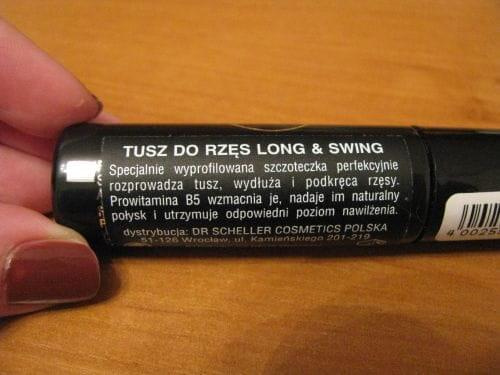 TUSZ DO RZĘS LONG & SWING
Specjalnie wyprofilowana szczoteczka perfekcyjnie
rozprowadza tusz, wydłuża i podkręca rzęsy.
Prowitamina B5 wzmacnia je, nadaje im naturalny
połysk i utrzymuje odpowiedni poziom nawilżenia.
dystrybucja: DR SCHELLER COSMETICS POLSKA
51-126 Wrocław, ul. Kamieńskiego 201-219